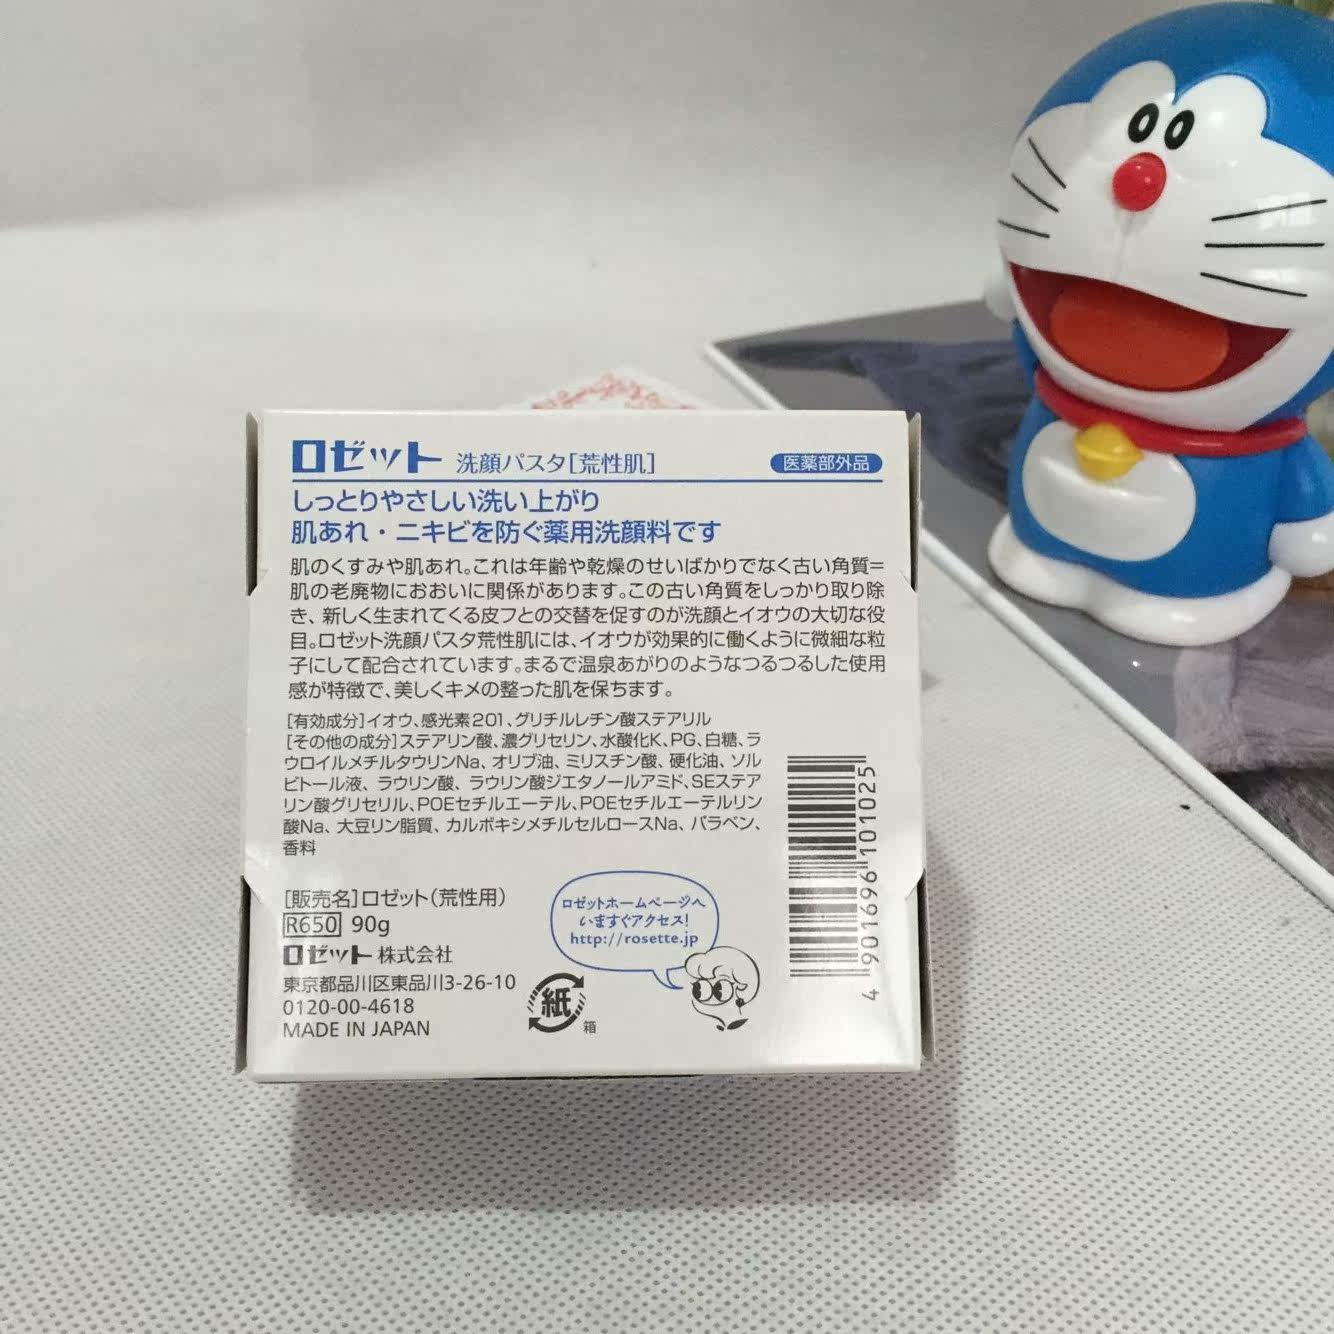 ロゼット 洗顔パスタ[荒性肌] 医薬部外品
しっとりやさしい洗い上がり
肌あれ・ニキビを防ぐ薬用洗顔料です
肌のくすみや肌あれ。これは年齢や乾燥のせいばかりでなく古い角質=
肌の老廃物におおいに関係があります。この古い角質をしっかり取り除
き、新しく生まれてくる皮フとの交替を促すのが洗顔とイオウの大切な役
目。ロゼット洗顔パスタ荒性肌には、イオウが効果的に働くように微細な粒
子にして配合されています。まるで温泉あがりのようなつるつるした使用
感が特徴で、美しくキメの整った肌を保ちます。
[有効成分]イオウ、感光素201、グリチルレチン酸ステアリル
[その他の成分]ステアリン酸、濃グリセリン、水酸化K、PG、白糖、ラ
ウロイルメチルタウリンNa、オリブ油、ミリスチン酸、硬化油、ソル
ビトール液、ラウリン酸、ラウリン酸ジエタノールアミド、SEステア
リン酸グリセリル、POEセチルエーテル、POEセチルエーテルリン
酸Na、大豆リン脂質、カルボキシメチルセルロースNa、パラベン、
香料
[販売名]ロゼット(荒性用)
R650 90g
ロゼット株式会社
東京都品川区東品川3-26-10
0120-00-4618
MADE IN JAPAN
紙
箱
ロゼットホームページへ
いますぐアクセス!
http://rosette.jp
4 901696 101025